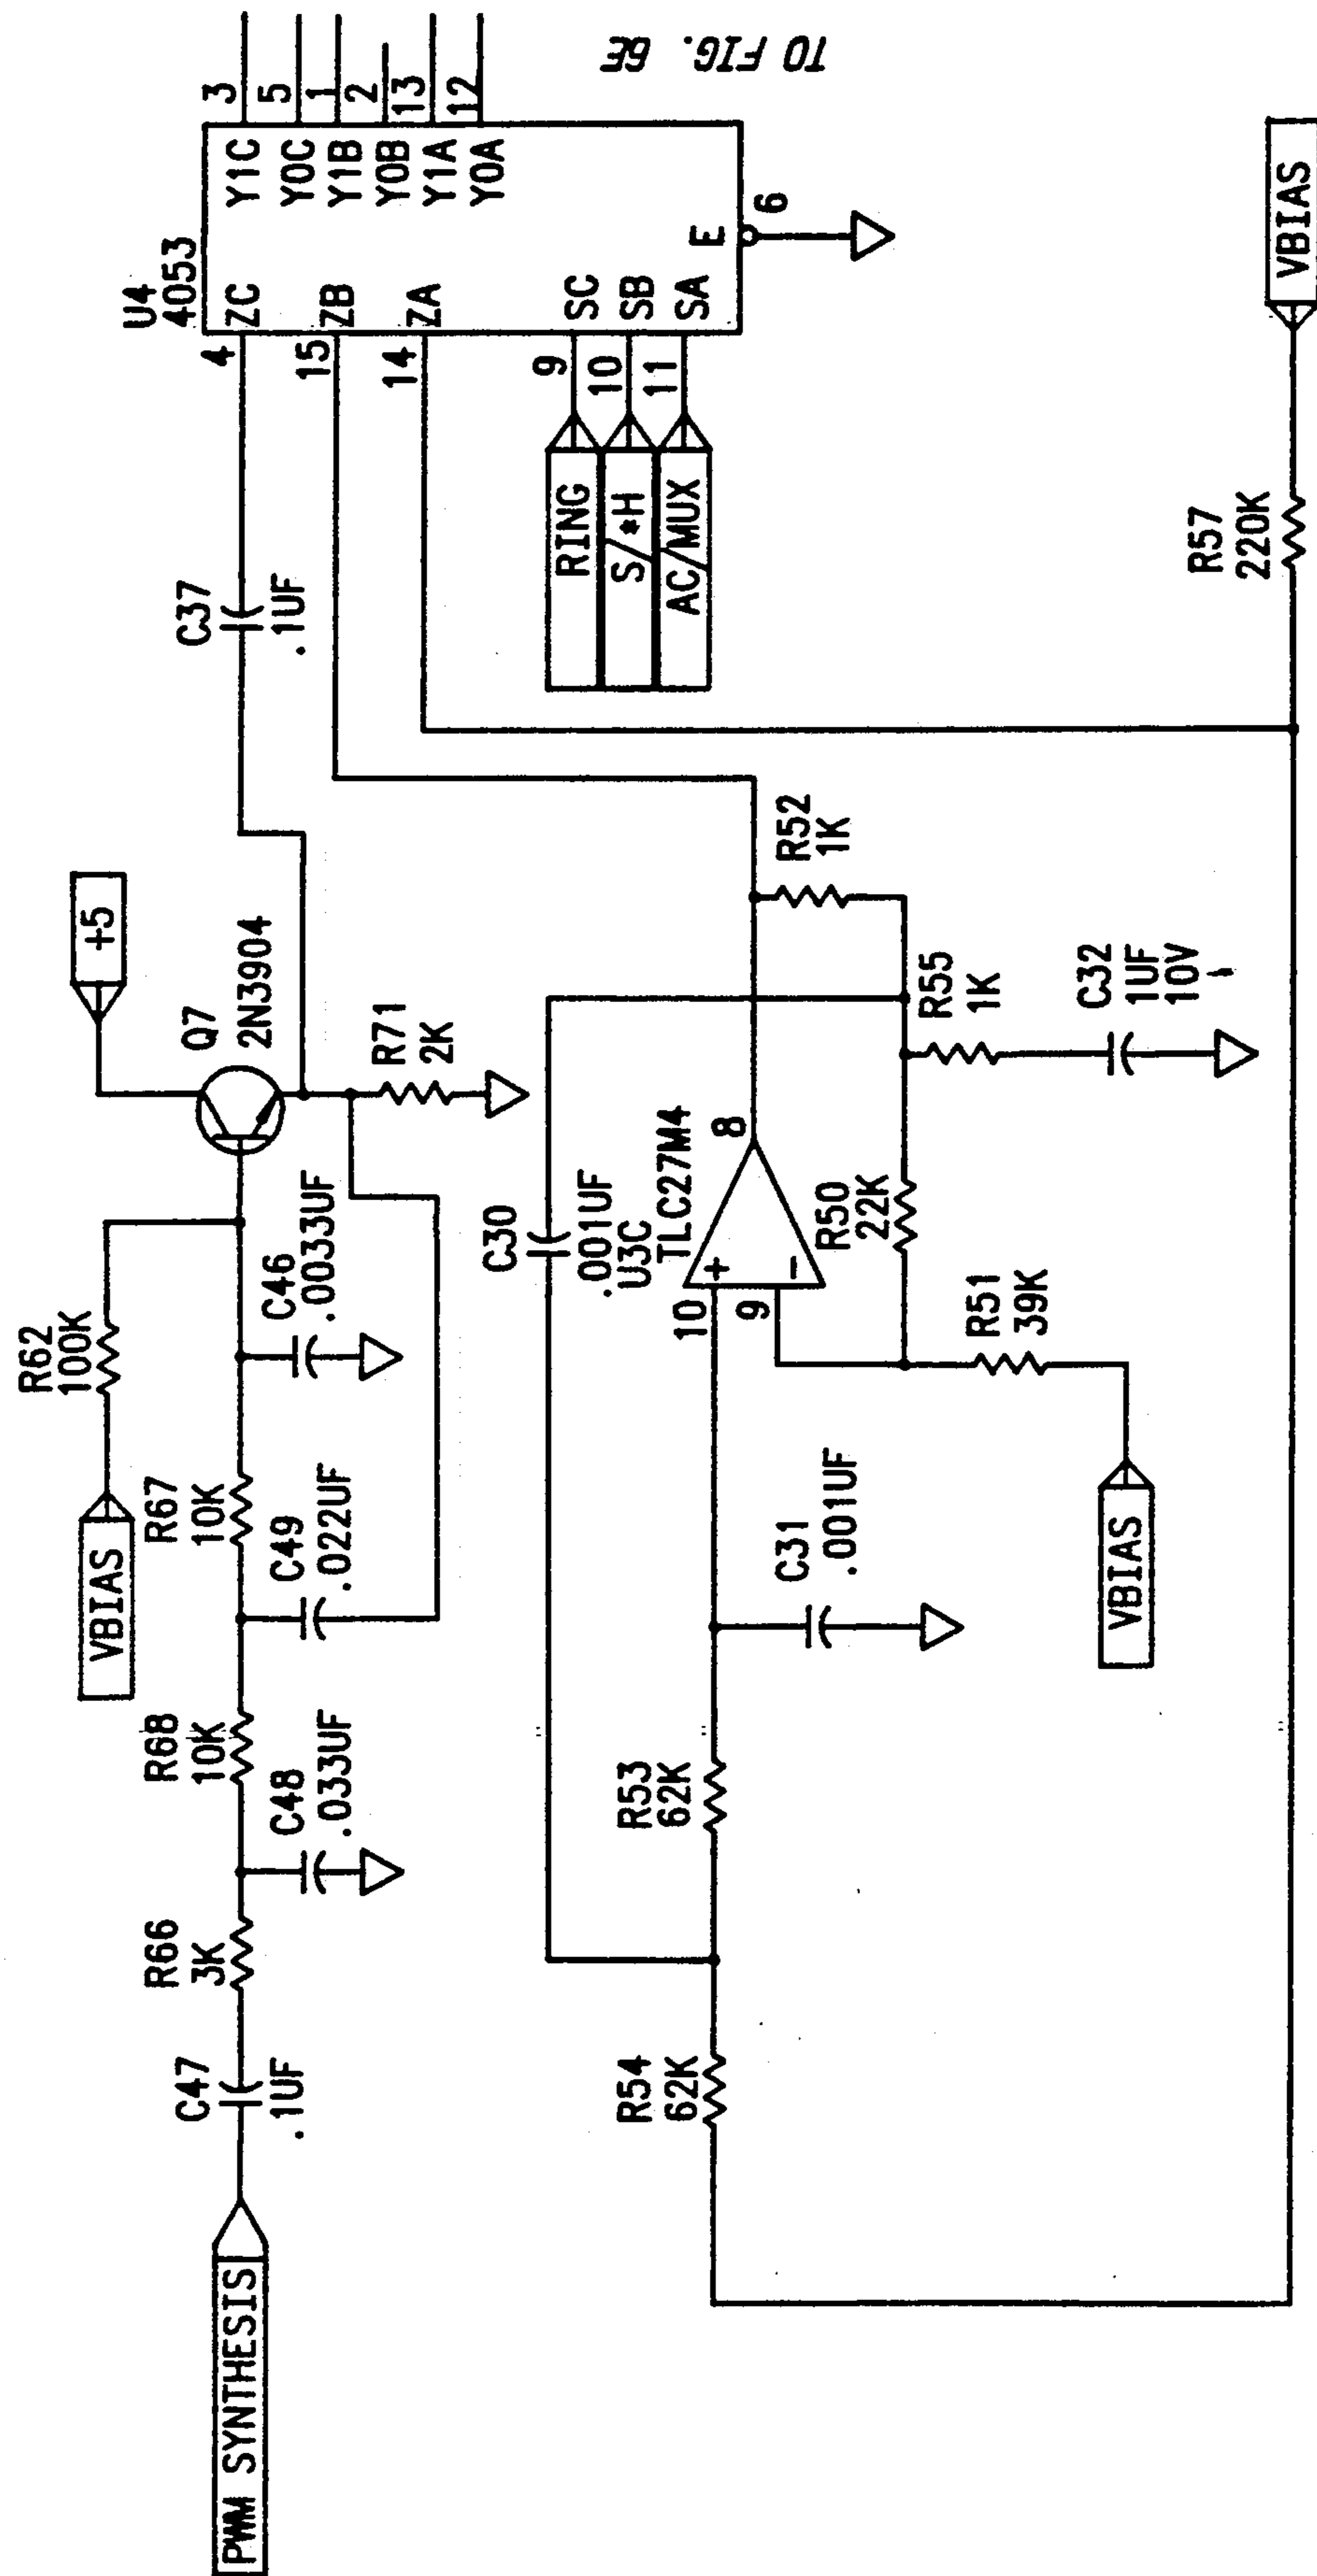 PWM SYNTHESIS
C47
.1UF
R66
3K
C48
.033UF
R68
10K
C49
.022UF
R67
10K
VBIAS
R62
100K
C46
.0033UF
Q7
2N3904
+5
R71
2K
C37
.1UF
U4
4053
4
ZC
15
ZB
14
ZA
9
SC
10
SB
11
SA
E
6
RING
S/*H
AC/MUX
Y1C
3
Y0C
5
Y1B
1
Y0B
2
Y1A
13
Y0A
12
TO FIG. 6E
R54
62K
R53
62K
C31
.001UF
C30
.001UF
U3C
TLC27M4
10
+
9
-
8
R50
22K
R51
39K
VBIAS
R52
1K
R55
1K
C32
1UF
10V
R57
220K
VBIAS